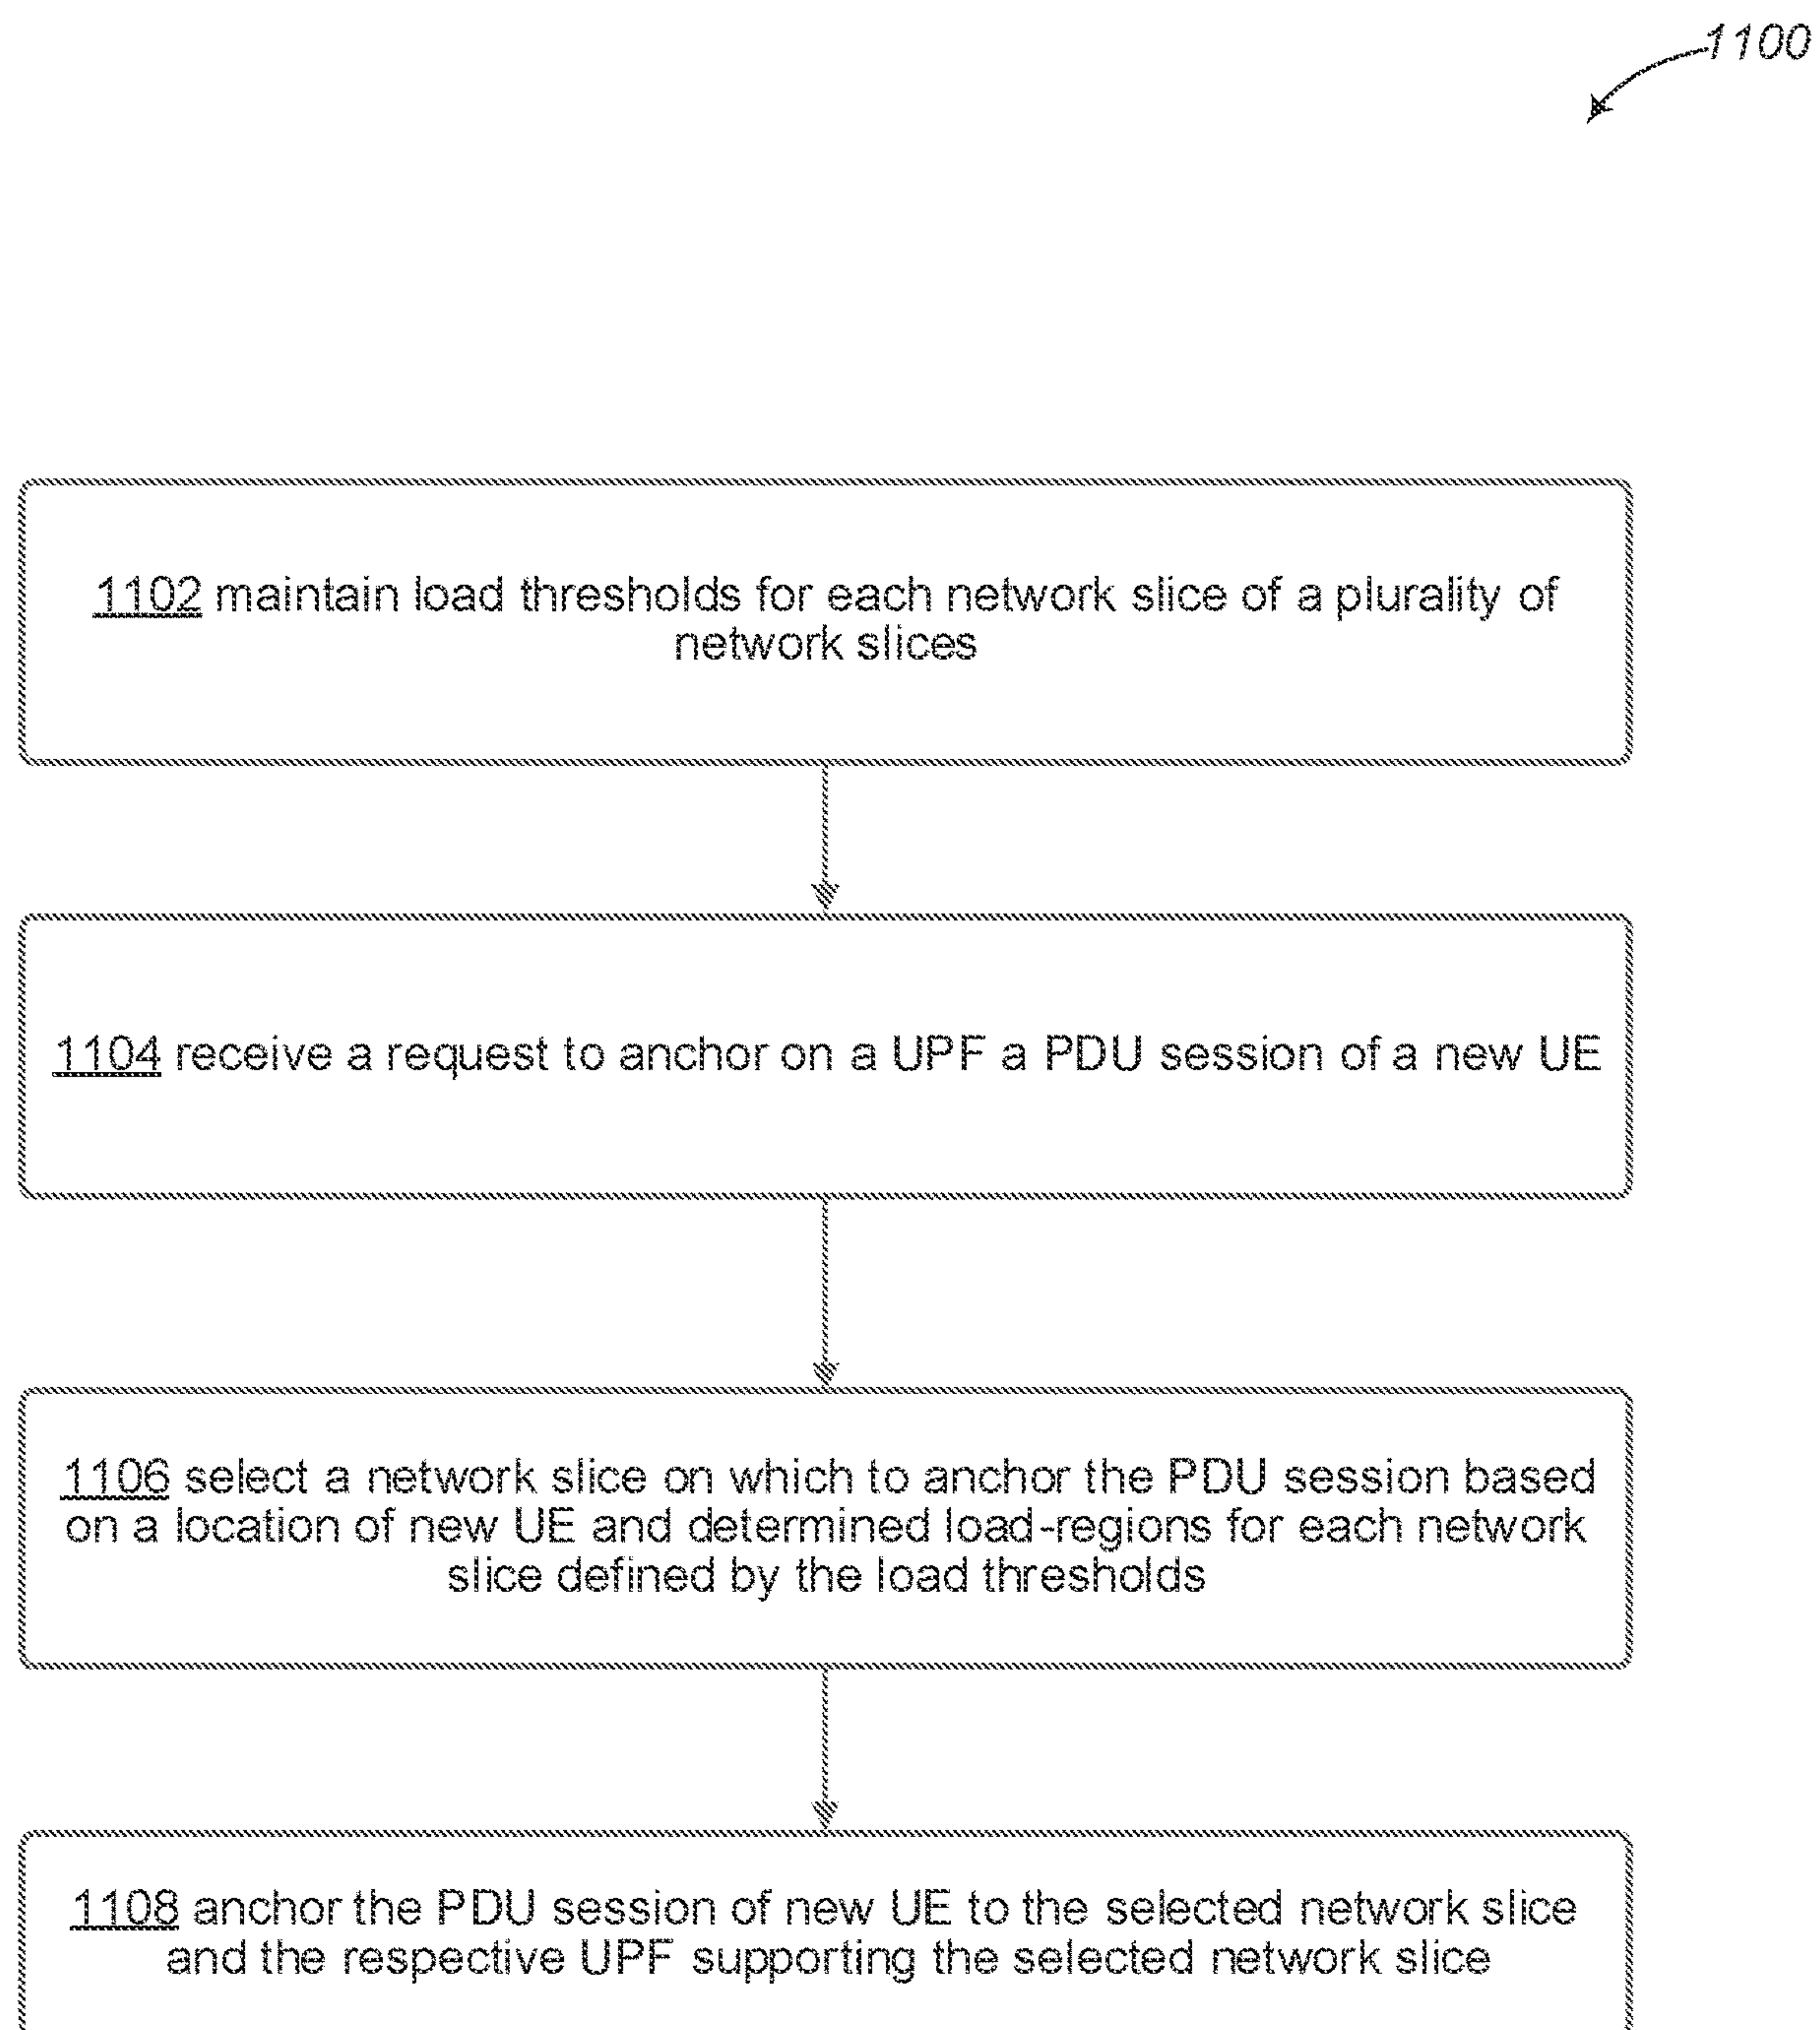 1100
1102 maintain load thresholds for each network slice of a plurality of
network slices
1104 receive a request to anchor on a UPF a PDU session of a new UE
1106 select a network slice on which to anchor the PDU session based
on a location of new UE and determined load-regions for each network
slice defined by the load thresholds
1108 anchor the PDU session of new UE to the selected network slice
and the respective UPF supporting the selected network slice